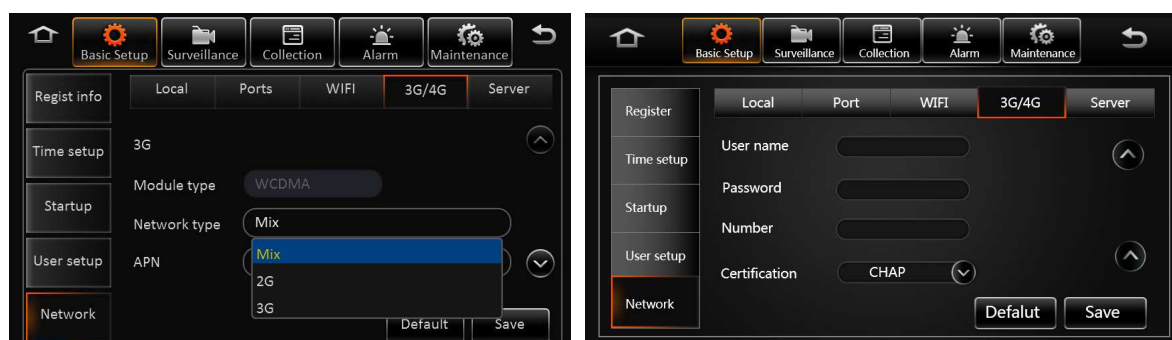 Basic Setup Surveillance Collection Alarm Maintenance
Local Ports WIFI 3G/4G Server
Regist info
Time setup
Startup
User setup
Network
3G
Module type WCDMA
Network type Mix
APN Mix
2G
3G
Default Save
Basic Setup Surveillance Collection Alarm Maintenance
Local Port WIFI 3G/4G Server
Register
Time setup
Startup
User setup
Network
User name
Password
Number
Certification CHAP
Defalut Save